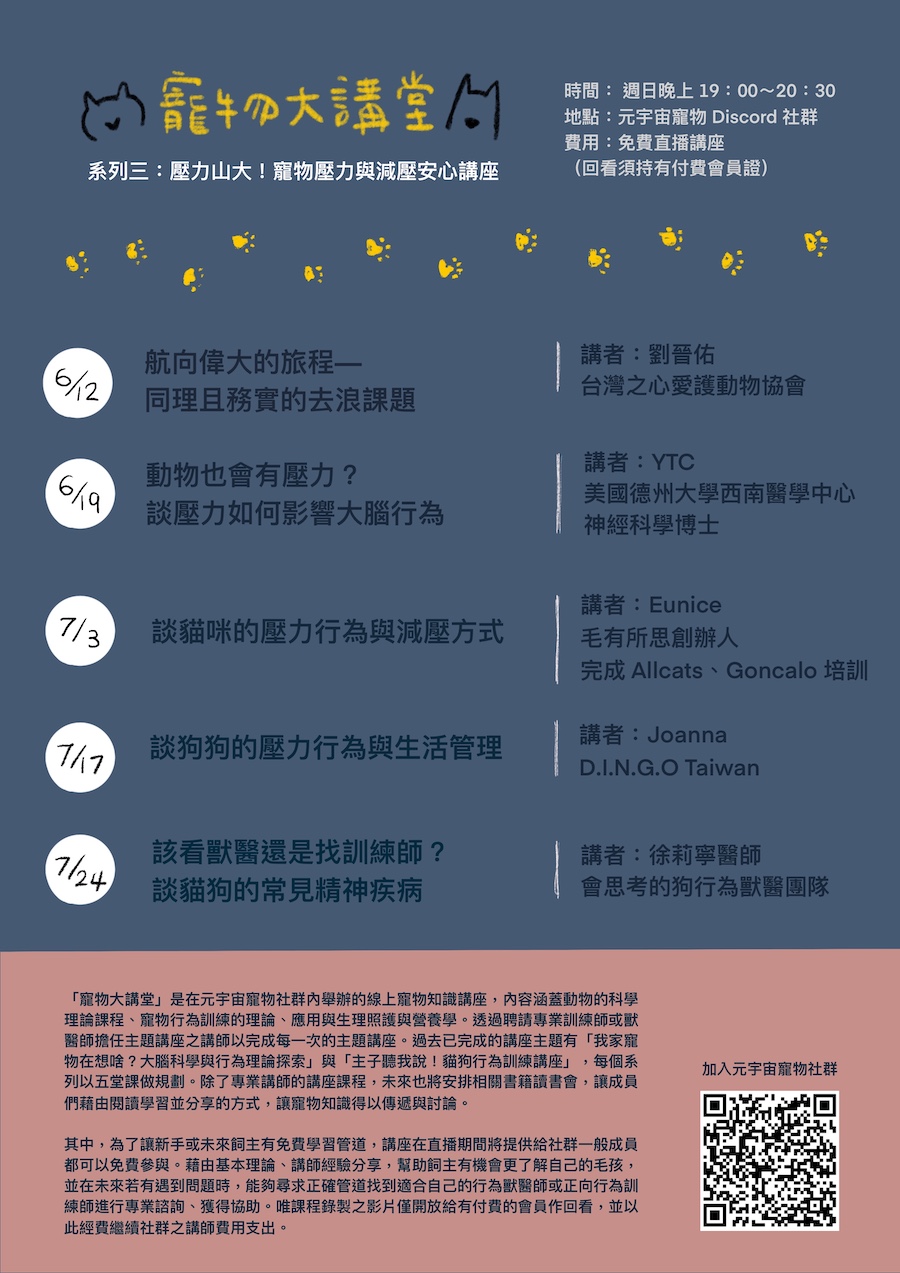 寵物大講堂
系列三：壓力山大！寵物壓力與減壓安心講座
時間： 週日晚上 19：00～20：30
地點：元宇宙寵物 Discord 社群
費用：免費直播講座
（回看須持有付費會員證）
6/12
航向偉大的旅程—
同理且務實的去浪課題
講者：劉晉佑
台灣之心愛護動物協會
6/19
動物也會有壓力？
談壓力如何影響大腦行為
講者：YTC
美國德州大學西南醫學中心
神經科學博士
7/3
談貓咪的壓力行為與減壓方式
講者：Eunice
毛有所思創辦人
完成 Allcats、Goncalo 培訓
7/17
談狗狗的壓力行為與生活管理
講者：Joanna
D.I.N.G.O Taiwan
7/24
該看獸醫還是找訓練師？
談貓狗的常見精神疾病
講者：徐莉寧醫師
會思考的狗行為獸醫團隊
「寵物大講堂」是在元宇宙寵物社群內舉辦的線上寵物知識講座，內容涵蓋動物的科學
理論課程、寵物行為訓練的理論、應用與生理照護與營養學。透過聘請專業訓練師或獸
醫師擔任主題講座之講師以完成每一次的主題講座。過去已完成的講座主題有「我家寵
物在想啥？大腦科學與行為理論探索」與「主子聽我說！貓狗行為訓練講座」，每個系
列以五堂課做規劃。除了專業講師的講座課程，未來也將安排相關書籍讀書會，讓成員
們藉由閱讀學習並分享的方式，讓寵物知識得以傳遞與討論。
其中，為了讓新手或未來飼主有免費學習管道，講座在直播期間將提供給社群一般成員
都可以免費參與。藉由基本理論、講師經驗分享，幫助飼主有機會更了解自己的毛孩，
並在未來若有遇到問題時，能夠尋求正確管道找到適合自己的行為獸醫師或正向行為訓
練師進行專業諮詢、獲得協助。唯課程錄製之影片僅開放給有付費的會員作回看，並以
此經費繼續社群之講師費用支出。
加入元宇宙寵物社群